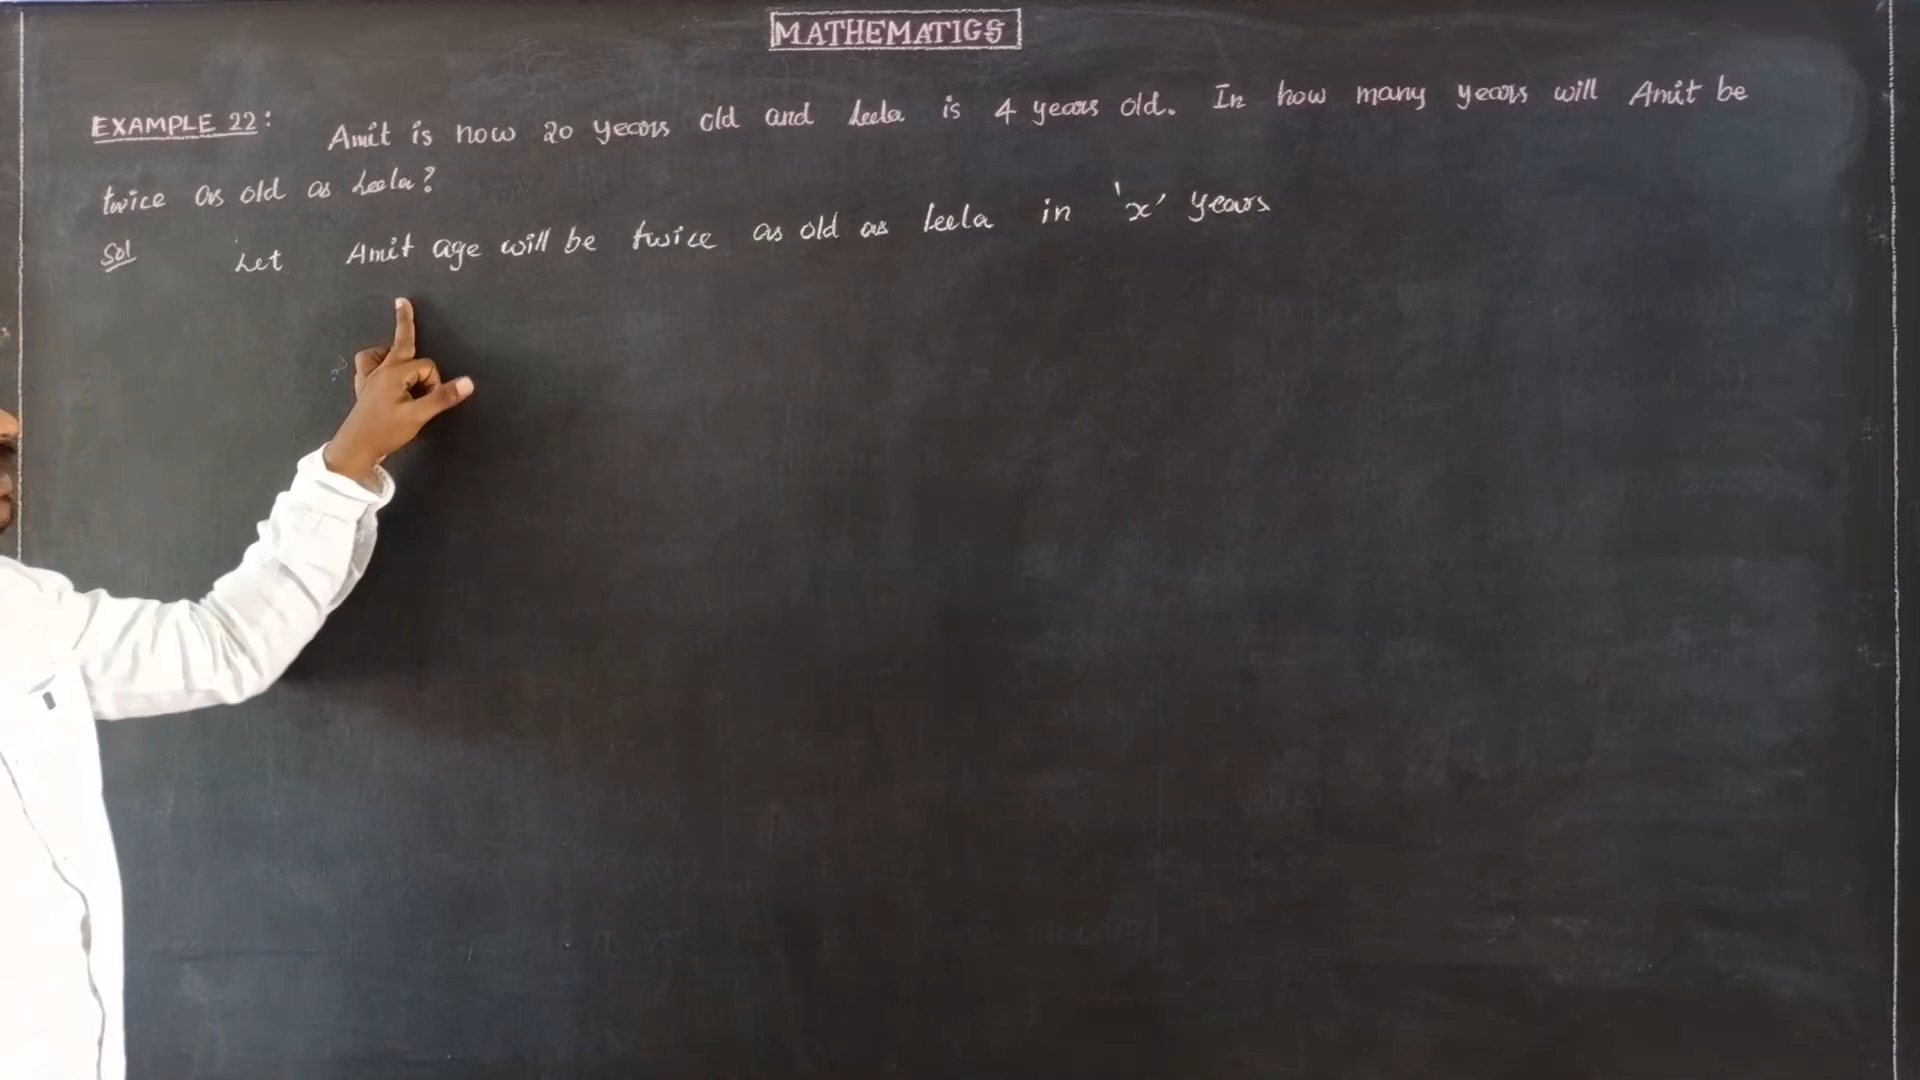 MATHEMATICS
EXAMPLE 22: Amit is now 20 years old and Leela is 4 years old. In how many years will Amit be
twice as old as Leela?
Sol Let Amit age will be twice as old as Leela in 'x' years